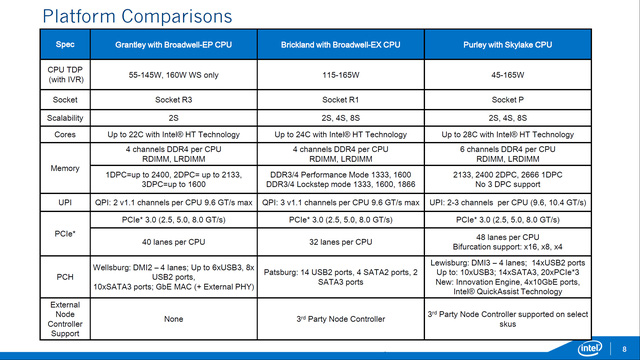 Platform Comparisons
Spec
Grantley with Broadwell-EP CPU
Brickland with Broadwell-EX CPU
Purley with Skylake CPU
CPU TDP
(with IVR)
55-145W, 160W WS only
115-165W
45-165W
Socket
Socket R3
Socket R1
Socket P
Scalability
2S
2S, 4S, 8S
2S, 4S, 8S
Cores
Up to 22C with Intel® HT Technology
Up to 24C with Intel® HT Technology
Up to 28C with Intel® HT Technology
Memory
4 channels DDR4 per CPU
RDIMM, LRDIMM
4 channels DDR4 per CPU
RDIMM, LRDIMM
6 channels DDR4 per CPU
RDIMM, LRDIMM
1DPC=up to 2400, 2DPC= up to 2133,
3DPC=up to 1600
DDR3/4 Performance Mode 1333, 1600
DDR3/4 Lockstep mode 1333, 1600, 1866
2133, 2400 2DPC, 2666 1DPC
No 3 DPC support
UPI
QPI: 2 v1.1 channels per CPU 9.6 GT/s max
QPI: 3 v1.1 channels per CPU 9.6 GT/s max
UPI: 2-3 channels per CPU (9.6, 10.4 GT/s)
PCIe*
PCIe* 3.0 (2.5, 5.0, 8.0 GT/s)
PCIe* 3.0 (2.5, 5.0, 8.0 GT/s)
PCIe* 3.0 (2.5, 5.0, 8.0 GT/s)
40 lanes per CPU
32 lanes per CPU
48 lanes per CPU
Bifurcation support: x16, x8, x4
PCH
Wellsburg: DMI2 – 4 lanes; Up to 6xUSB3, 8x
USB2 ports,
10xSATA3 ports; GbE MAC (+ External PHY)
Patsburg: 14 USB2 ports, 4 SATA2 ports, 2
SATA3 ports
Lewisburg: DMI3 – 4 lanes; 14xUSB2 ports
Up to: 10xUSB3; 14xSATA3, 20xPCIe*3
New: Innovation Engine, 4x10GbE ports,
Intel® QuickAssist Technology
External
Node
Controller
Support
None
3rd Party Node Controller
3rd Party Node Controller supported on select
skus
intel
8